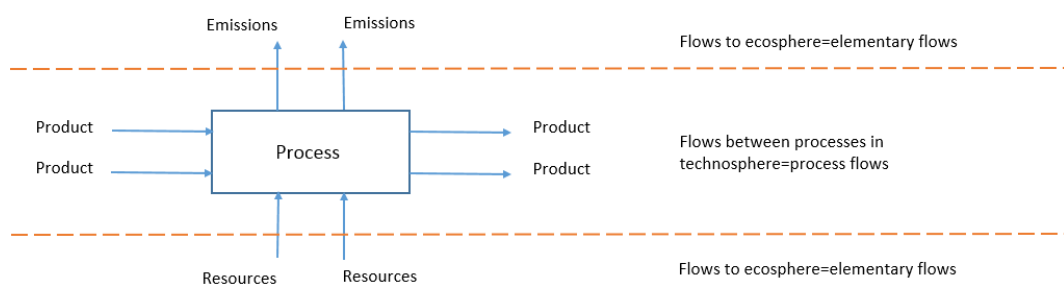 Emissions
Emissions
Flows to ecosphere=elementary flows
Product
Product
Process
Product
Product
Flows between processes in
technosphere=process flows
Resources
Resources
Flows to ecosphere=elementary flows